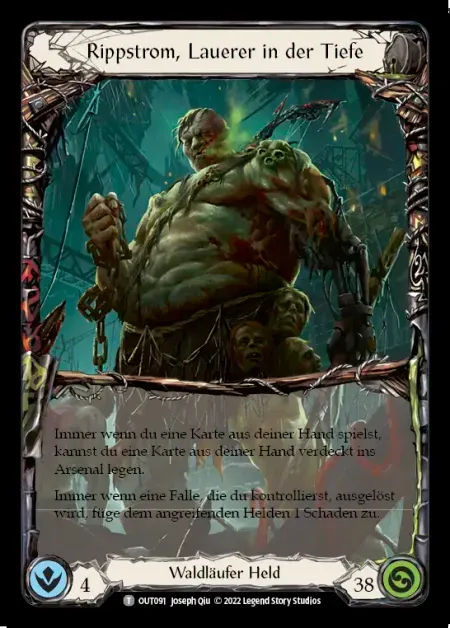 Rippstrom, Lauerer in der Tiefe
Immer wenn du eine Karte aus deiner Hand spielst,
kannst du eine Karte aus deiner Hand verdeckt ins
Arsenal legen.
Immer wenn eine Falle, die du kontrollierst, ausgelöst
wird, füge dem angreifenden Helden 1 Schaden zu.
4
Waldläufer Held
38
T OUT091 Joseph Qiu © 2022 Legend Story Studios